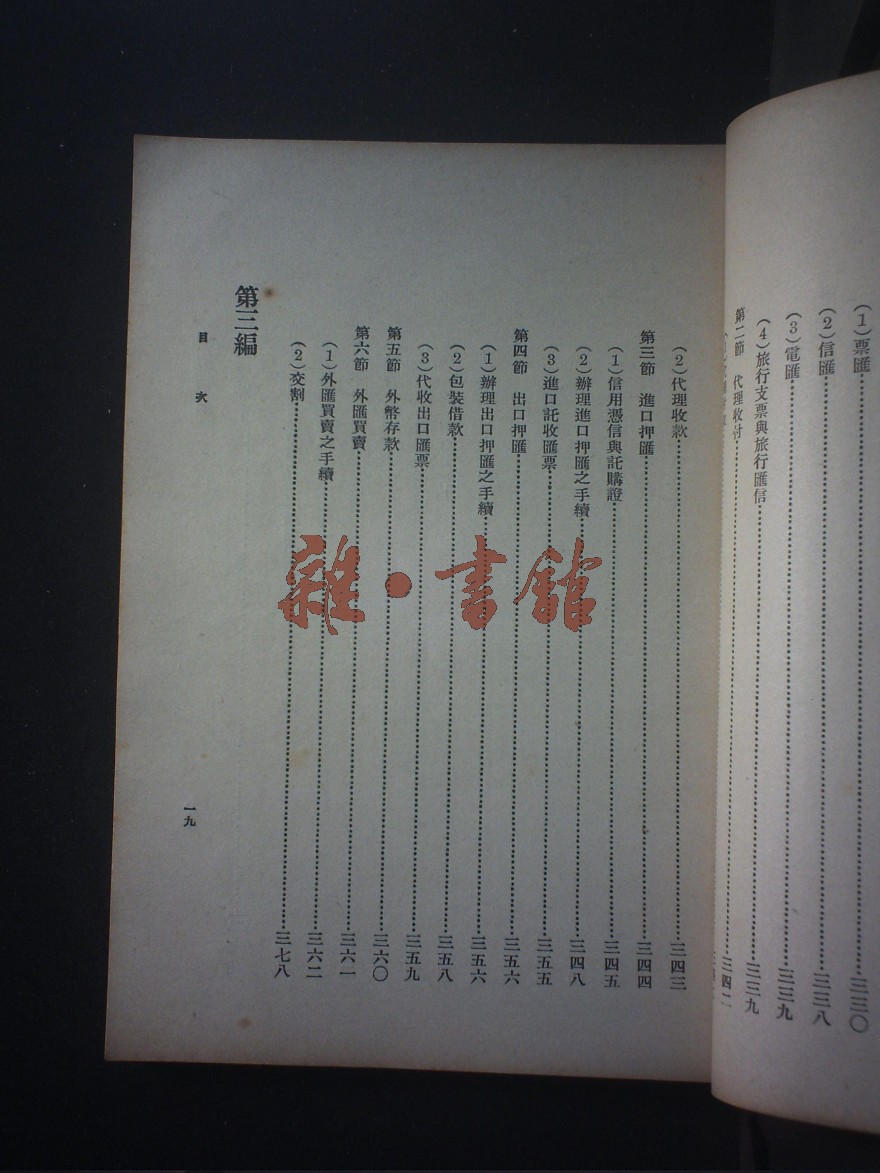 (1)票匯…三三〇
(2)信匯…三三八
(3)電匯…三三九
(4)旅行支票與旅行匯信…三三九
第二節 代理收付…三四二
(2)代理收款…三四三
第三節 進口押匯…三四四
(1)信用憑信與託購證…三四五
(2)辦理進口押匯之手續…三四八
(3)進口託收匯票…三五五
第四節 出口押匯…三五六
(1)辦理出口押匯之手續…三五六
(2)包裝借款…三五八
(3)代收出口匯票…三五九
第五節 外幣存款…三六〇
第六節 外匯買賣…三六一
(1)外匯買賣之手續…三六二
(2)交割…三七八
第三編
目次
一九
雜·書館